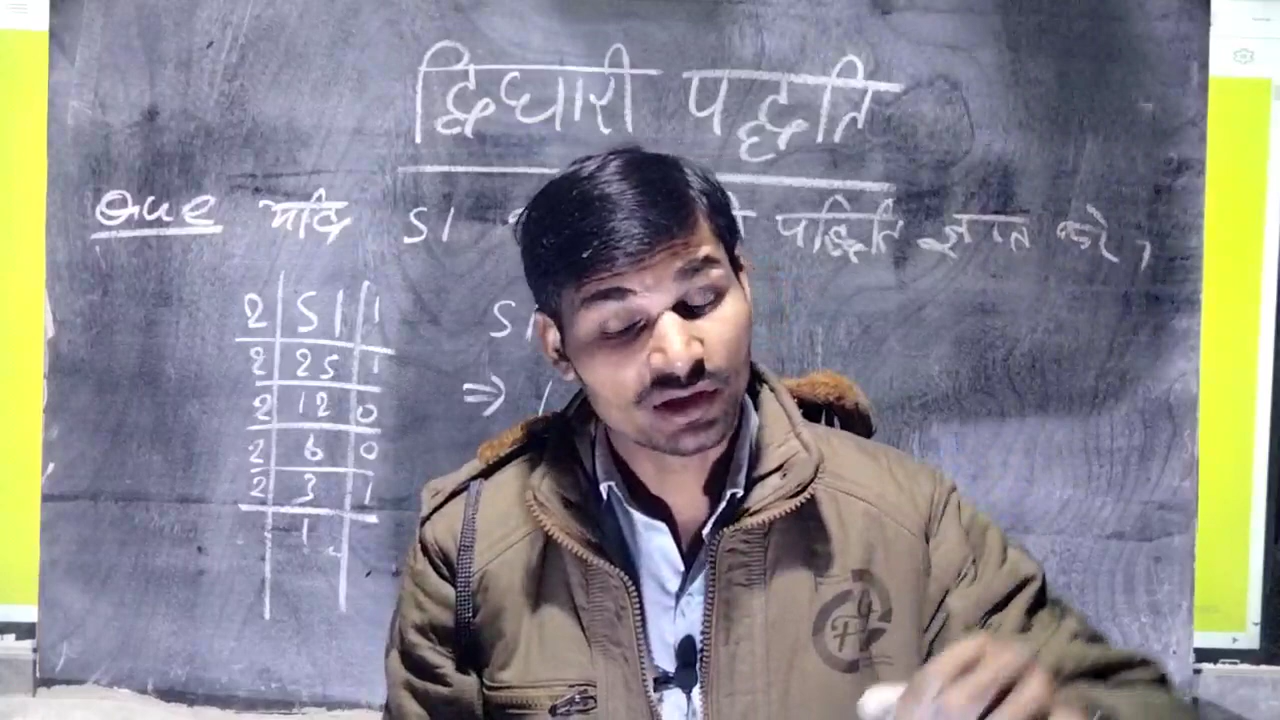 द्विघारी पद्धति
Que यदि 51 पद्धिति ज्ञात करे,
2 51 1
2 25 1
2 12 0
2 6 0
2 3 1
1
51
⇒ 1